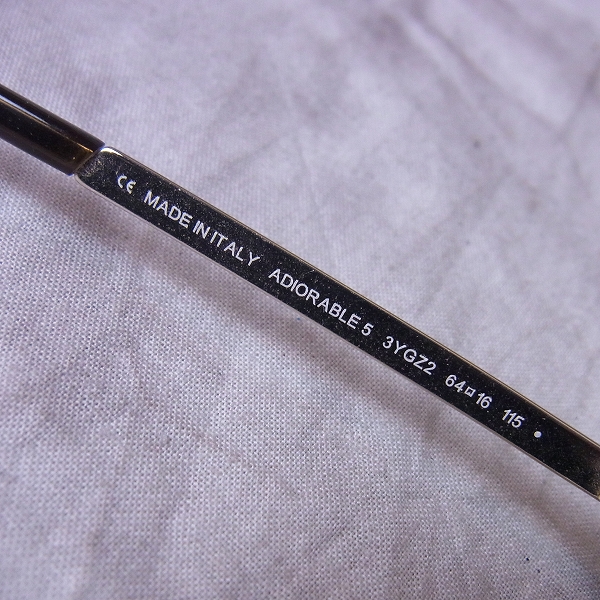 CE MADE IN ITALY ADIORABLE 5 3YGZ2 64□16 115 •